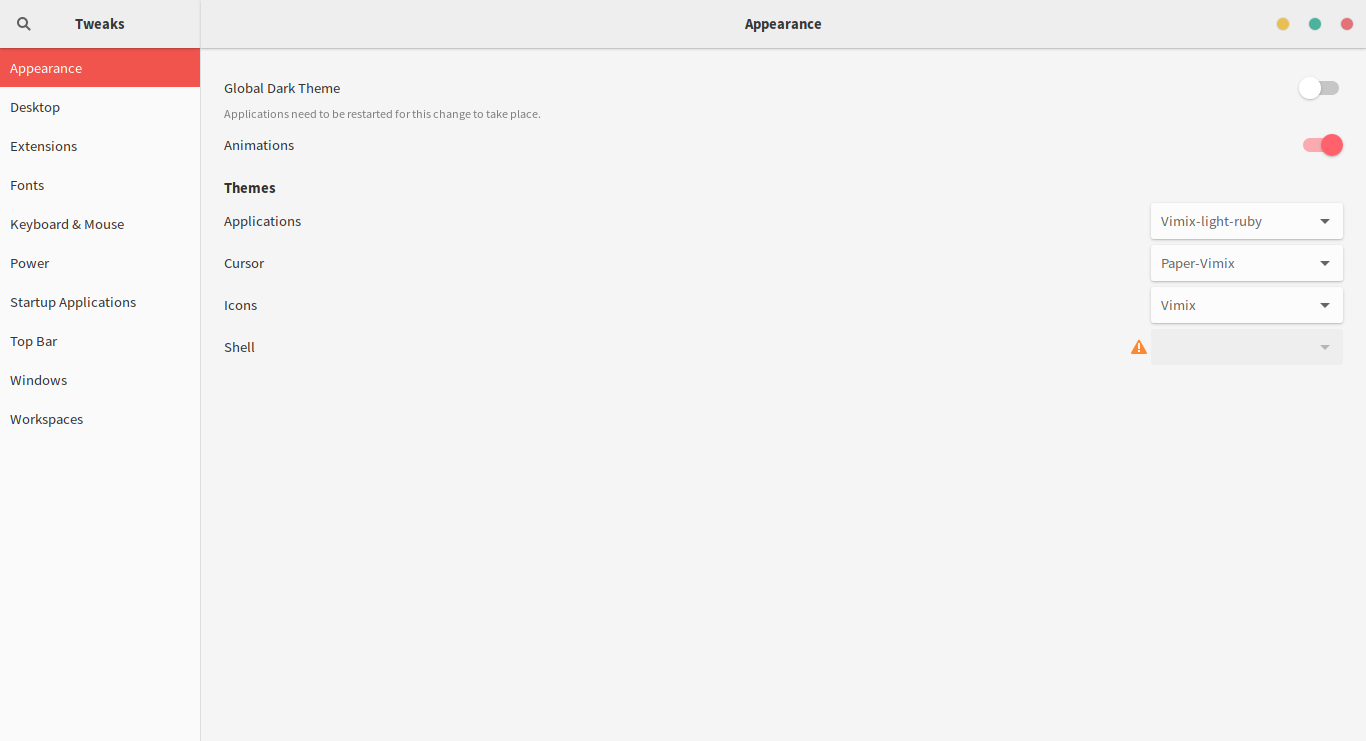 Tweaks
Appearance
Appearance
Desktop
Extensions
Fonts
Keyboard & Mouse
Power
Startup Applications
Top Bar
Windows
Workspaces
Global Dark Theme
Applications need to be restarted for this change to take place.
Animations
Themes
Applications Vimix-light-ruby
Cursor Paper-Vimix
Icons Vimix
Shell